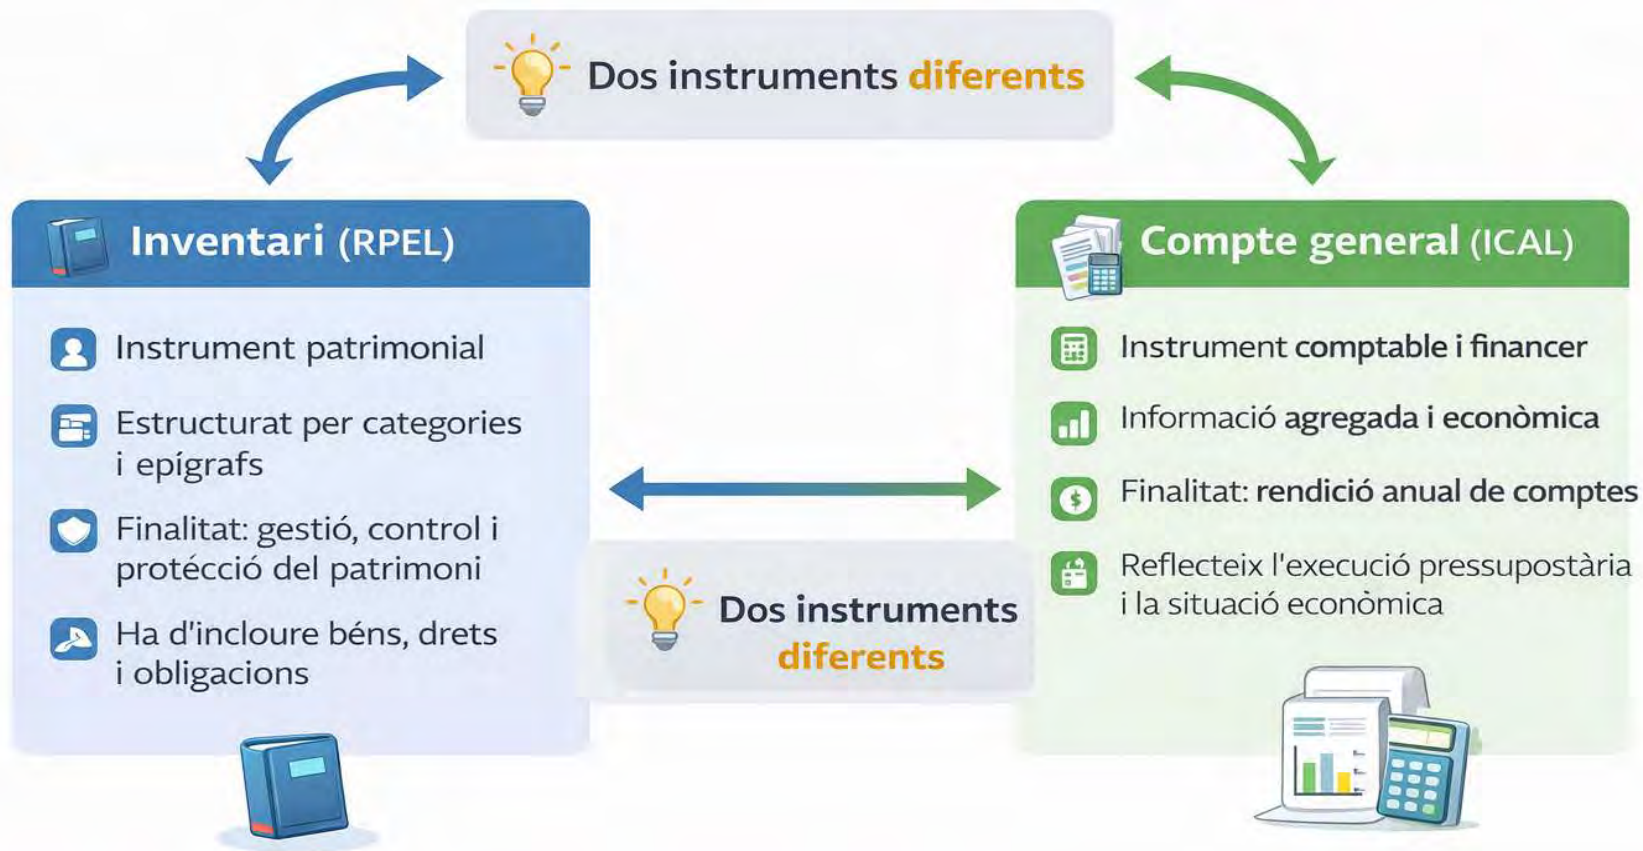 Dos instruments diferents
Inventari (RPEL)
Instrument patrimonial
Estructurat per categories
i epígrafs
Finalitat: gestió, control i
protécció del patrimoni
Ha d'incloure béns, drets
i obligacions
Dos instruments
diferents
Compte general (ICAL)
Instrument comptable i financer
Informació agregada i econòmica
Finalitat: rendició anual de comptes
Reflecteix l'execució pressupostària
i la situació econòmica